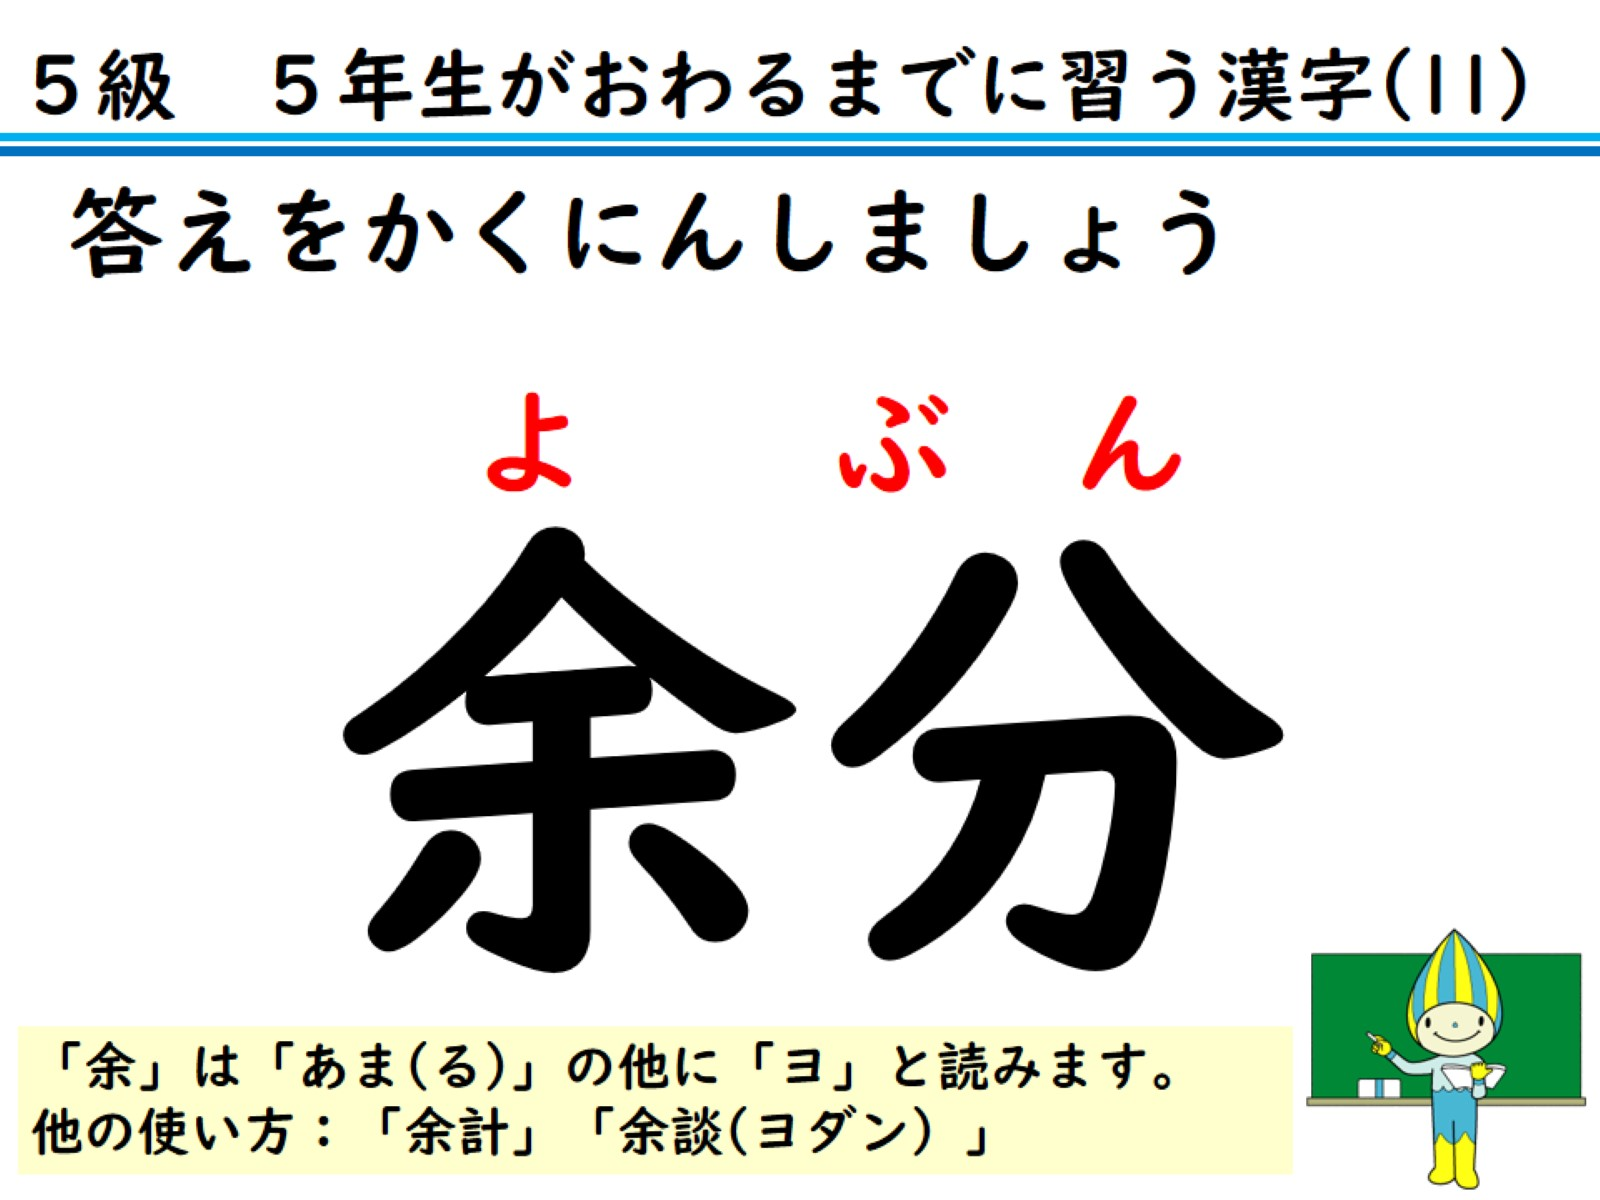 ５級　５年生がおわるまでに習う漢字(11)
答えをかくにんしましょう
よ　ぶ　ん
余分
「余」は「あま(る)」の他に「ヨ」と読みます。
他の使い方：「余計」「余談(ヨダン)」